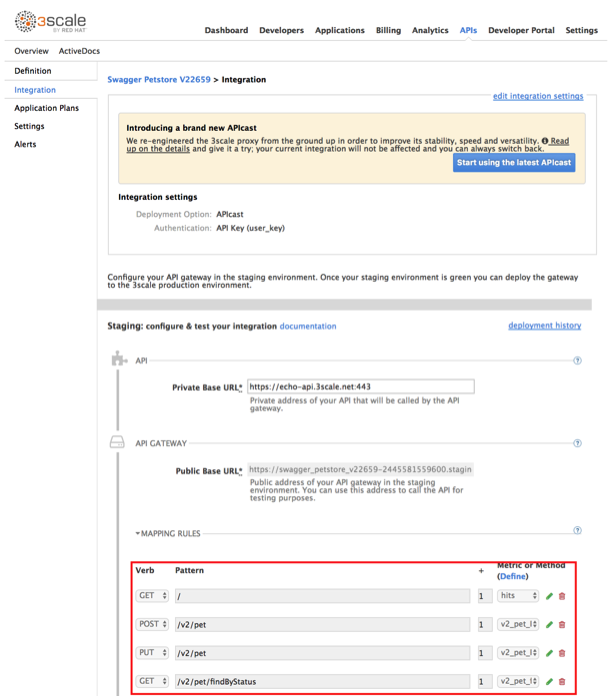 3scale
BY RED HAT
Dashboard Developers Applications Billing Analytics APIs Developer Portal Settings
Overview ActiveDocs
Definition
Integration
Application Plans
Settings
Alerts
Swagger Petstore V22659 > Integration
edit integration settings
Introducing a brand new APIcast
We re-engineered the 3scale proxy from the ground up in order to improve its stability, speed and versatility. Read
up on the details and give it a try; your current integration will not be affected and you can always switch back.
Start using the latest APIcast
Integration settings
Deployment Option: APIcast
Authentication: API Key (user_key)
Configure your API gateway in the staging environment. Once your staging environment is green you can deploy the gateway
to the 3scale production environment.
Staging: configure & test your integration documentation
deployment history
API ?
Private Base URL* https://echo-api.3scale.net:443
Private address of your API that will be called by the API
gateway.
API GATEWAY ?
Public Base URL* https://swagger_petstore_v22659-2445581559600.stagin
Public address of your API gateway in the staging
environment. You can use this address to call the API for
testing purposes.
MAPPING RULES ?
Verb Pattern + Metric or Method
(Define)
GET / 1 hits
POST /v2/pet 1 v2_pet_
PUT /v2/pet 1 v2_pet_
GET /v2/pet/findByStatus 1 v2_pet_